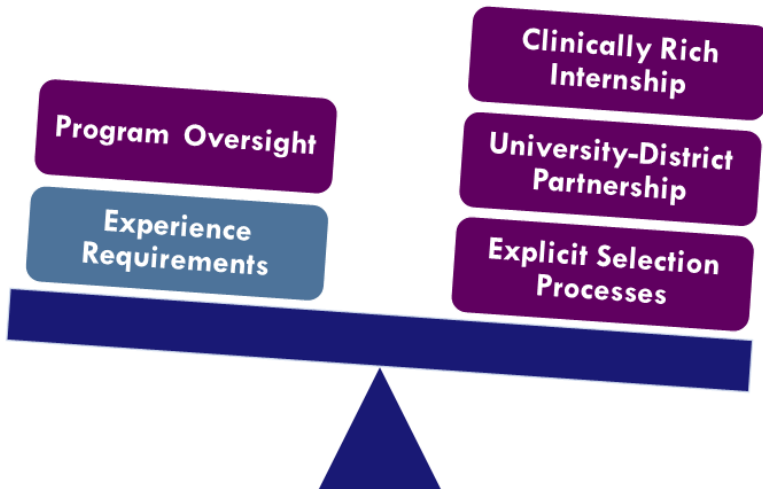 Program Oversight
Experience
Requirements
Clinically Rich
Internship
University-District
Partnership
Explicit Selection
Processes